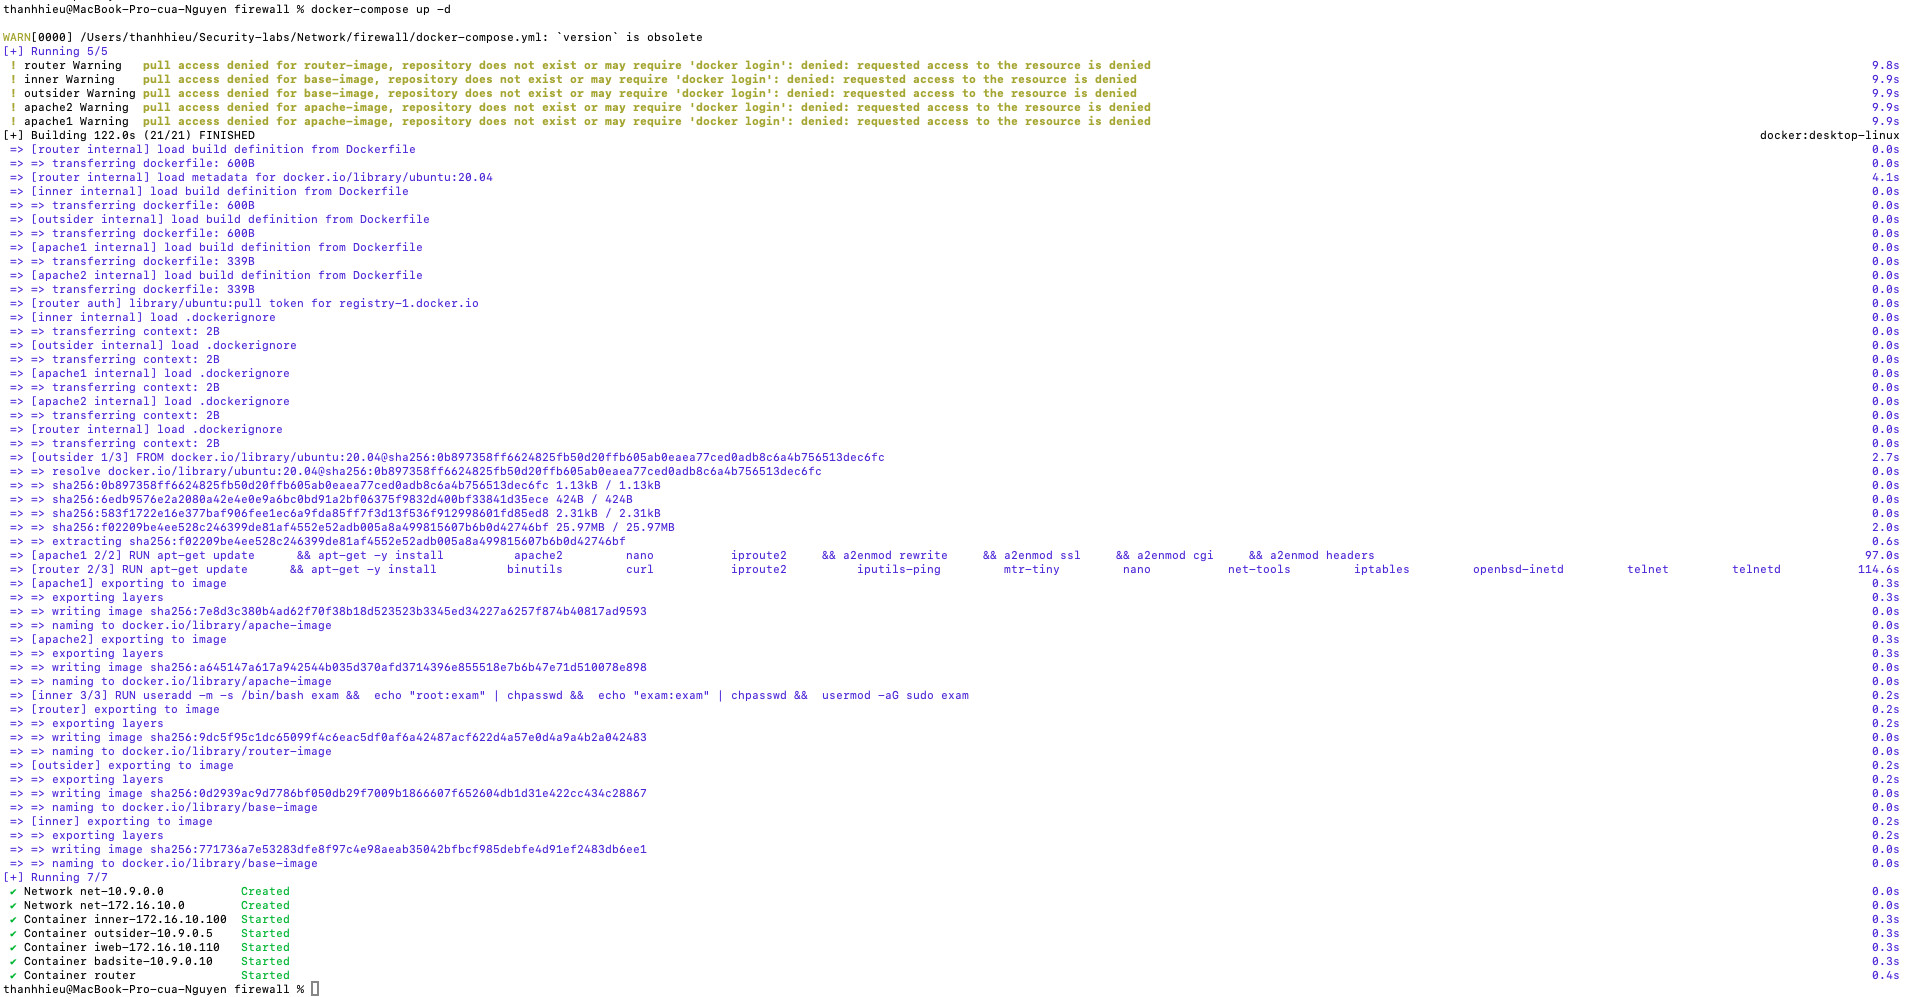 thanhhieu@MacBook-Pro-cua-Nguyen firewall % docker-compose up -d
WARN[0000] /Users/thanhhieu/Security-labs/Network/firewall/docker-compose.yml: `version` is obsolete
[+] Running 5/5
! router Warning pull access denied for router-image, repository does not exist or may require 'docker login': denied: requested access to the resource is denied 9.8s
! inner Warning pull access denied for base-image, repository does not exist or may require 'docker login': denied: requested access to the resource is denied 9.9s
! outsider Warning pull access denied for base-image, repository does not exist or may require 'docker login': denied: requested access to the resource is denied 9.9s
! apache2 Warning pull access denied for apache-image, repository does not exist or may require 'docker login': denied: requested access to the resource is denied 9.9s
! apache1 Warning pull access denied for apache-image, repository does not exist or may require 'docker login': denied: requested access to the resource is denied 9.9s
[+] Building 122.0s (21/21) FINISHED docker:desktop-linux
=> [router internal] load build definition from Dockerfile 0.0s
=> => transferring dockerfile: 600B 0.0s
=> [router internal] load metadata for docker.io/library/ubuntu:20.04 4.1s
=> [inner internal] load build definition from Dockerfile 0.0s
=> => transferring dockerfile: 600B 0.0s
=> [outsider internal] load build definition from Dockerfile 0.0s
=> => transferring dockerfile: 600B 0.0s
=> [apache1 internal] load build definition from Dockerfile 0.0s
=> => transferring dockerfile: 339B 0.0s
=> [apache2 internal] load build definition from Dockerfile 0.0s
=> => transferring dockerfile: 339B 0.0s
=> [router auth] library/ubuntu:pull token for registry-1.docker.io 0.0s
=> [inner internal] load .dockerignore 0.0s
=> => transferring context: 2B 0.0s
=> [outsider internal] load .dockerignore 0.0s
=> => transferring context: 2B 0.0s
=> [apache1 internal] load .dockerignore 0.0s
=> => transferring context: 2B 0.0s
=> [apache2 internal] load .dockerignore 0.0s
=> => transferring context: 2B 0.0s
=> [router internal] load .dockerignore 0.0s
=> => transferring context: 2B 0.0s
=> [outsider 1/3] FROM docker.io/library/ubuntu:20.04@sha256:0b897358ff6624825fb50d20ffb605ab0eaea77ced0adb8c6a4b756513dec6fc 2.7s
=> => resolve docker.io/library/ubuntu:20.04@sha256:0b897358ff6624825fb50d20ffb605ab0eaea77ced0adb8c6a4b756513dec6fc 0.0s
=> => sha256:0b897358ff6624825fb50d20ffb605ab0eaea77ced0adb8c6a4b756513dec6fc 1.13kB / 1.13kB 0.0s
=> => sha256:6edb9576e2a2080a42e4e0e9a6bc0bd91a2bf06375f9832d400bf33841d35ece 424B / 424B 0.0s
=> => sha256:583f1722e16e377baf906fee1ec6a9fda85ff7f3d13f536f912998601fd85ed8 2.31kB / 2.31kB 0.0s
=> => sha256:f02209be4ee528c246399de81af4552e52adb005a8a499815607b6b0d42746bf 25.97MB / 25.97MB 2.0s
=> => extracting sha256:f02209be4ee528c246399de81af4552e52adb005a8a499815607b6b0d42746bf 0.6s
=> [apache1 2/2] RUN apt-get update && apt-get -y install apache2 nano iproute2 && a2enmod rewrite && a2enmod ssl && a2enmod cgi && a2enmod headers 97.0s
=> [router 2/3] RUN apt-get update && apt-get -y install binutils curl iproute2 iputils-ping mtr-tiny nano net-tools iptables openbsd-inetd telnet telnetd 114.6s
=> [apache1] exporting to image 0.3s
=> => exporting layers 0.3s
=> => writing image sha256:7e8d3c380b4ad62f70f38b18d523523b3345ed34227a6257f874b40817ad9593 0.0s
=> => naming to docker.io/library/apache-image 0.0s
=> [apache2] exporting to image 0.3s
=> => exporting layers 0.3s
=> => writing image sha256:a645147a617a942544b035d370afd3714396e855518e7b6b47e71d510078e898 0.0s
=> => naming to docker.io/library/apache-image 0.0s
=> [inner 3/3] RUN useradd -m -s /bin/bash exam && echo "root:exam" | chpasswd && echo "exam:exam" | chpasswd && usermod -aG sudo exam 0.2s
=> [router] exporting to image 0.2s
=> => exporting layers 0.2s
=> => writing image sha256:9dc5f95c1dc65099f4c6eac5df0af6a42487acf622d4a57e0d4a9a4b2a042483 0.0s
=> => naming to docker.io/library/router-image 0.0s
=> [outsider] exporting to image 0.2s
=> => exporting layers 0.2s
=> => writing image sha256:0d2939ac9d7786bf050db29f7009b1866607f652604db1d31e422cc434c28867 0.0s
=> => naming to docker.io/library/base-image 0.0s
=> [inner] exporting to image 0.2s
=> => exporting layers 0.2s
=> => writing image sha256:771736a7e53283dfe8f97c4e98aeab35042bfbcf985debfe4d91ef2483db6ee1 0.0s
=> => naming to docker.io/library/base-image 0.0s
[+] Running 7/7
✔ Network net-10.9.0.0 Created 0.0s
✔ Network net-172.16.10.0 Created 0.0s
✔ Container inner-172.16.10.100 Started 0.3s
✔ Container outsider-10.9.0.5 Started 0.3s
✔ Container iweb-172.16.10.110 Started 0.3s
✔ Container badsite-10.9.0.10 Started 0.3s
✔ Container router Started 0.4s
thanhhieu@MacBook-Pro-cua-Nguyen firewall %